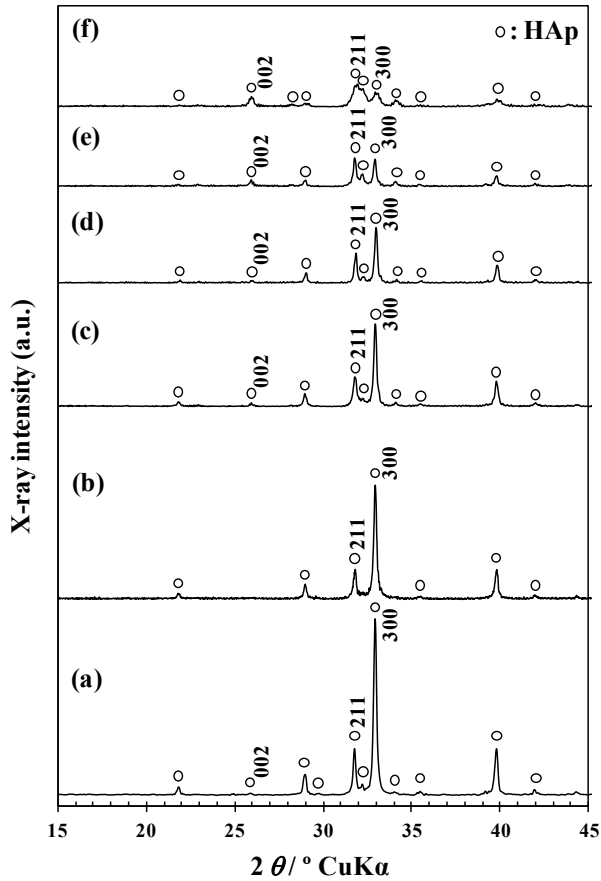 (f)
002
211
300
: HAp
(e)
002
211
300
(d)
002
211
300
(c)
002
211
300
(b)
211
300
(a)
002
211
300
X-ray intensity (a.u.)
15 20 25 30 35 40 45
2 θ / ° CuKα